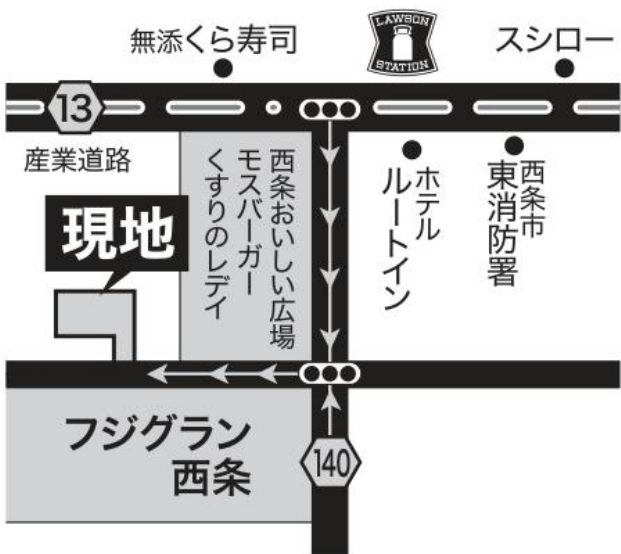 無添くら寿司
LAWSON
STATION
スシロー
13
産業道路
西条おいしい広場
モスバーガー
くすりのレデイ
ホテル
ルートイン
西条市
東消防署
現地
フジグラン
西条
140